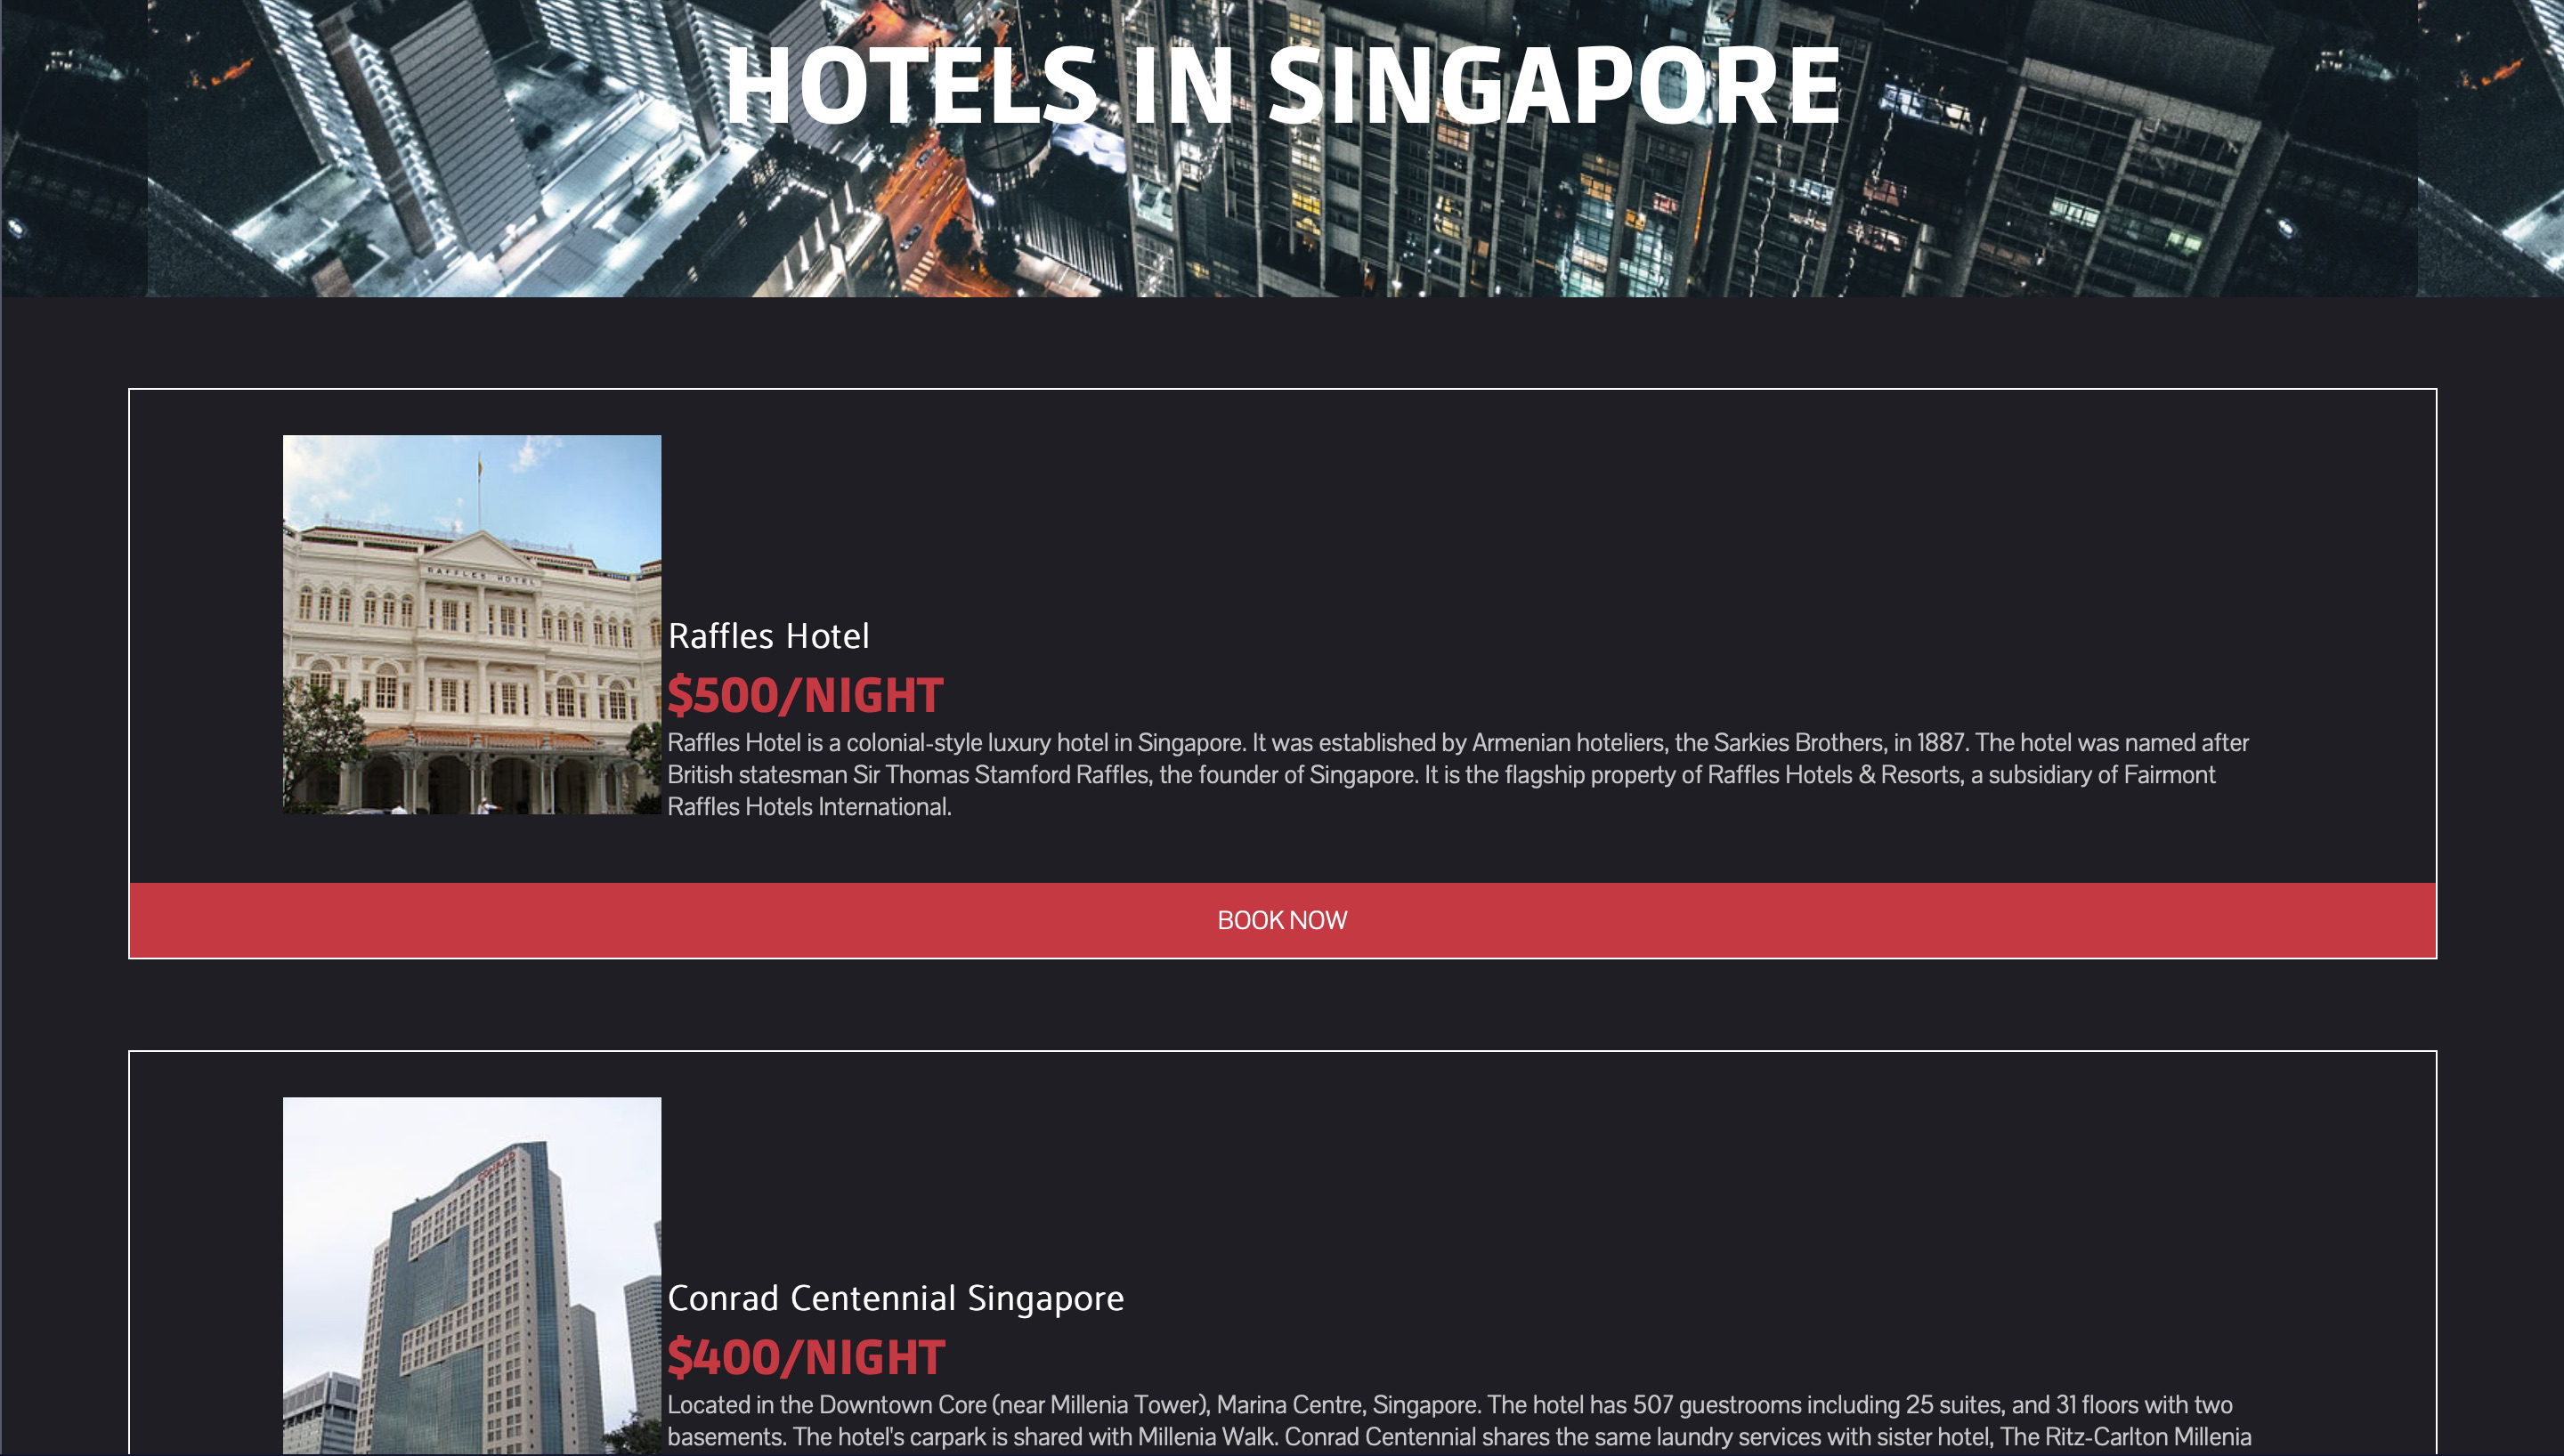 HOTELS IN SINGAPORE
RAFFLES HOTEL
Raffles Hotel
$500/NIGHT
Raffles Hotel is a colonial-style luxury hotel in Singapore. It was established by Armenian hoteliers, the Sarkies Brothers, in 1887. The hotel was named after
British statesman Sir Thomas Stamford Raffles, the founder of Singapore. It is the flagship property of Raffles Hotels & Resorts, a subsidiary of Fairmont
Raffles Hotels International.
BOOK NOW
CONRAD
Conrad Centennial Singapore
$400/NIGHT
Located in the Downtown Core (near Millenia Tower), Marina Centre, Singapore. The hotel has 507 guestrooms including 25 suites, and 31 floors with two
basements. The hotel's carpark is shared with Millenia Walk. Conrad Centennial shares the same laundry services with sister hotel, The Ritz-Carlton Millenia